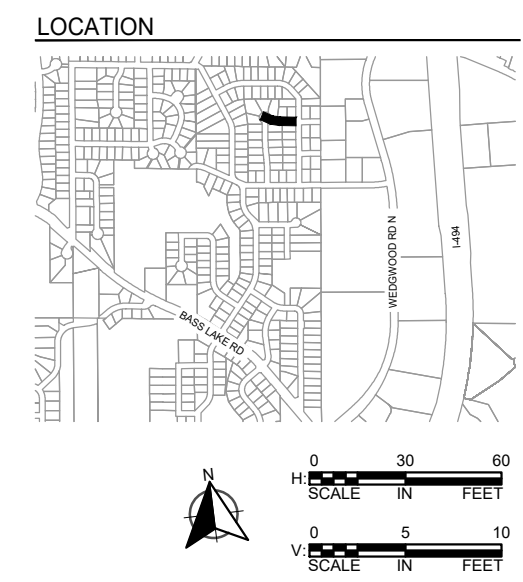 LOCATION
WEDGWOOD RD N
I-494
BASS LAKE RD
N
0 30 60
H:
SCALE IN FEET
0 5 10
V:
SCALE IN FEET